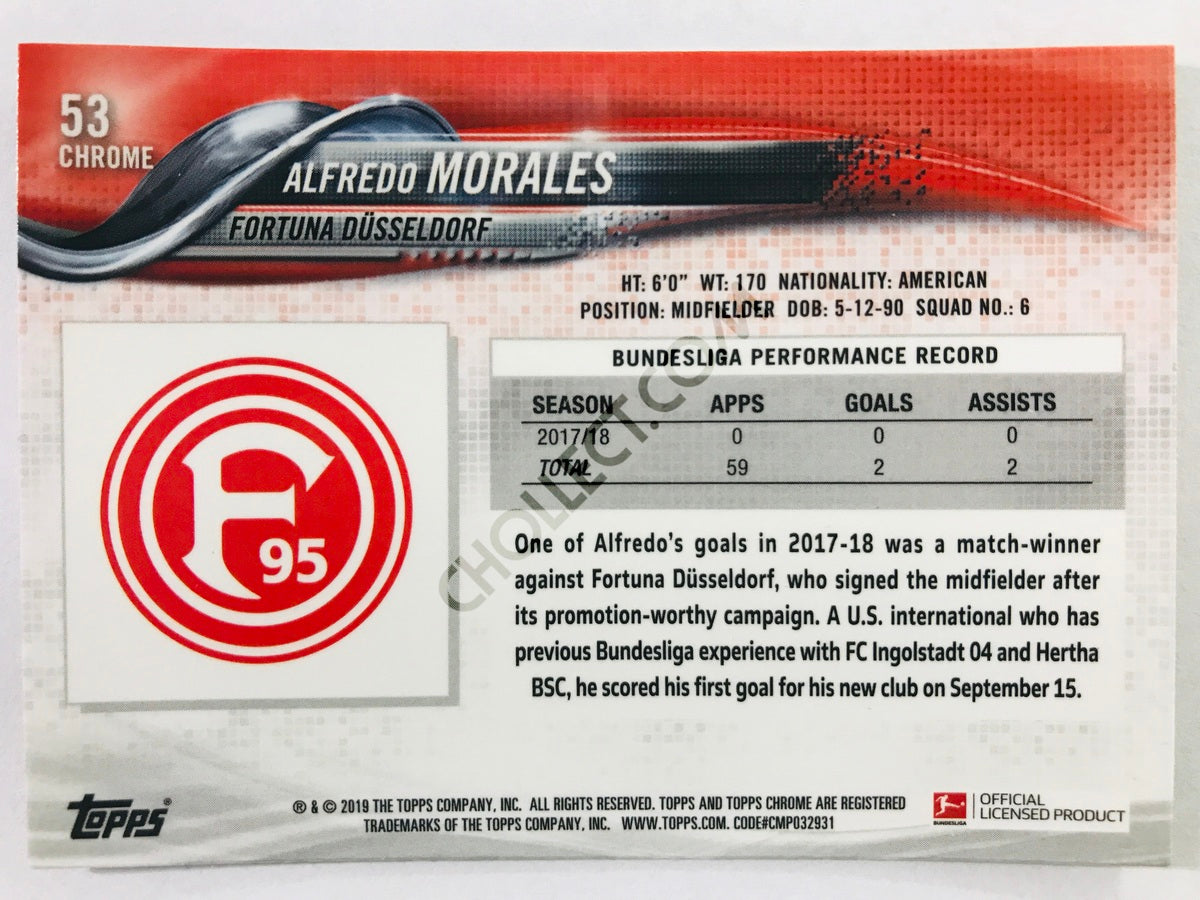 53
CHROME
ALFREDO MORALES
FORTUNA DÜSSELDORF
HT: 6'0" WT: 170 NATIONALITY: AMERICAN
POSITION: MIDFIELDER DOB: 5-12-90 SQUAD NO.: 6
BUNDESLIGA PERFORMANCE RECORD
SEASON APPS GOALS ASSISTS
2017/18 0 0 0
TOTAL 59 2 2
F
95
One of Alfredo's goals in 2017-18 was a match-winner
against Fortuna Düsseldorf, who signed the midfielder after
its promotion-worthy campaign. A U.S. international who has
previous Bundesliga experience with FC Ingolstadt 04 and Hertha
BSC, he scored his first goal for his new club on September 15.
CHOLLECT.COM
topps®
® & © 2019 THE TOPPS COMPANY, INC. ALL RIGHTS RESERVED. TOPPS AND TOPPS CHROME ARE REGISTERED
TRADEMARKS OF THE TOPPS COMPANY, INC. WWW.TOPPS.COM. CODE#CMP032931
BUNDESLIGA
OFFICIAL
LICENSED PRODUCT